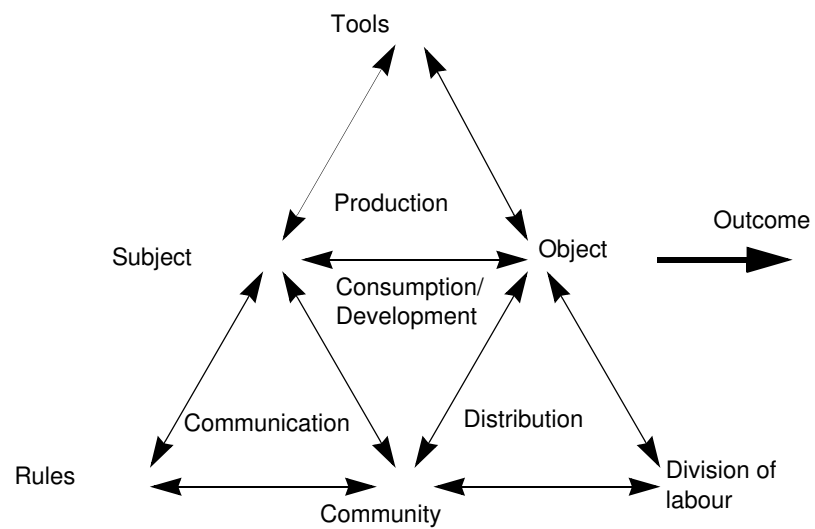 Tools
Production
Outcome
Subject
Object
Consumption/
Development
Communication
Distribution
Rules
Division of
labour
Community